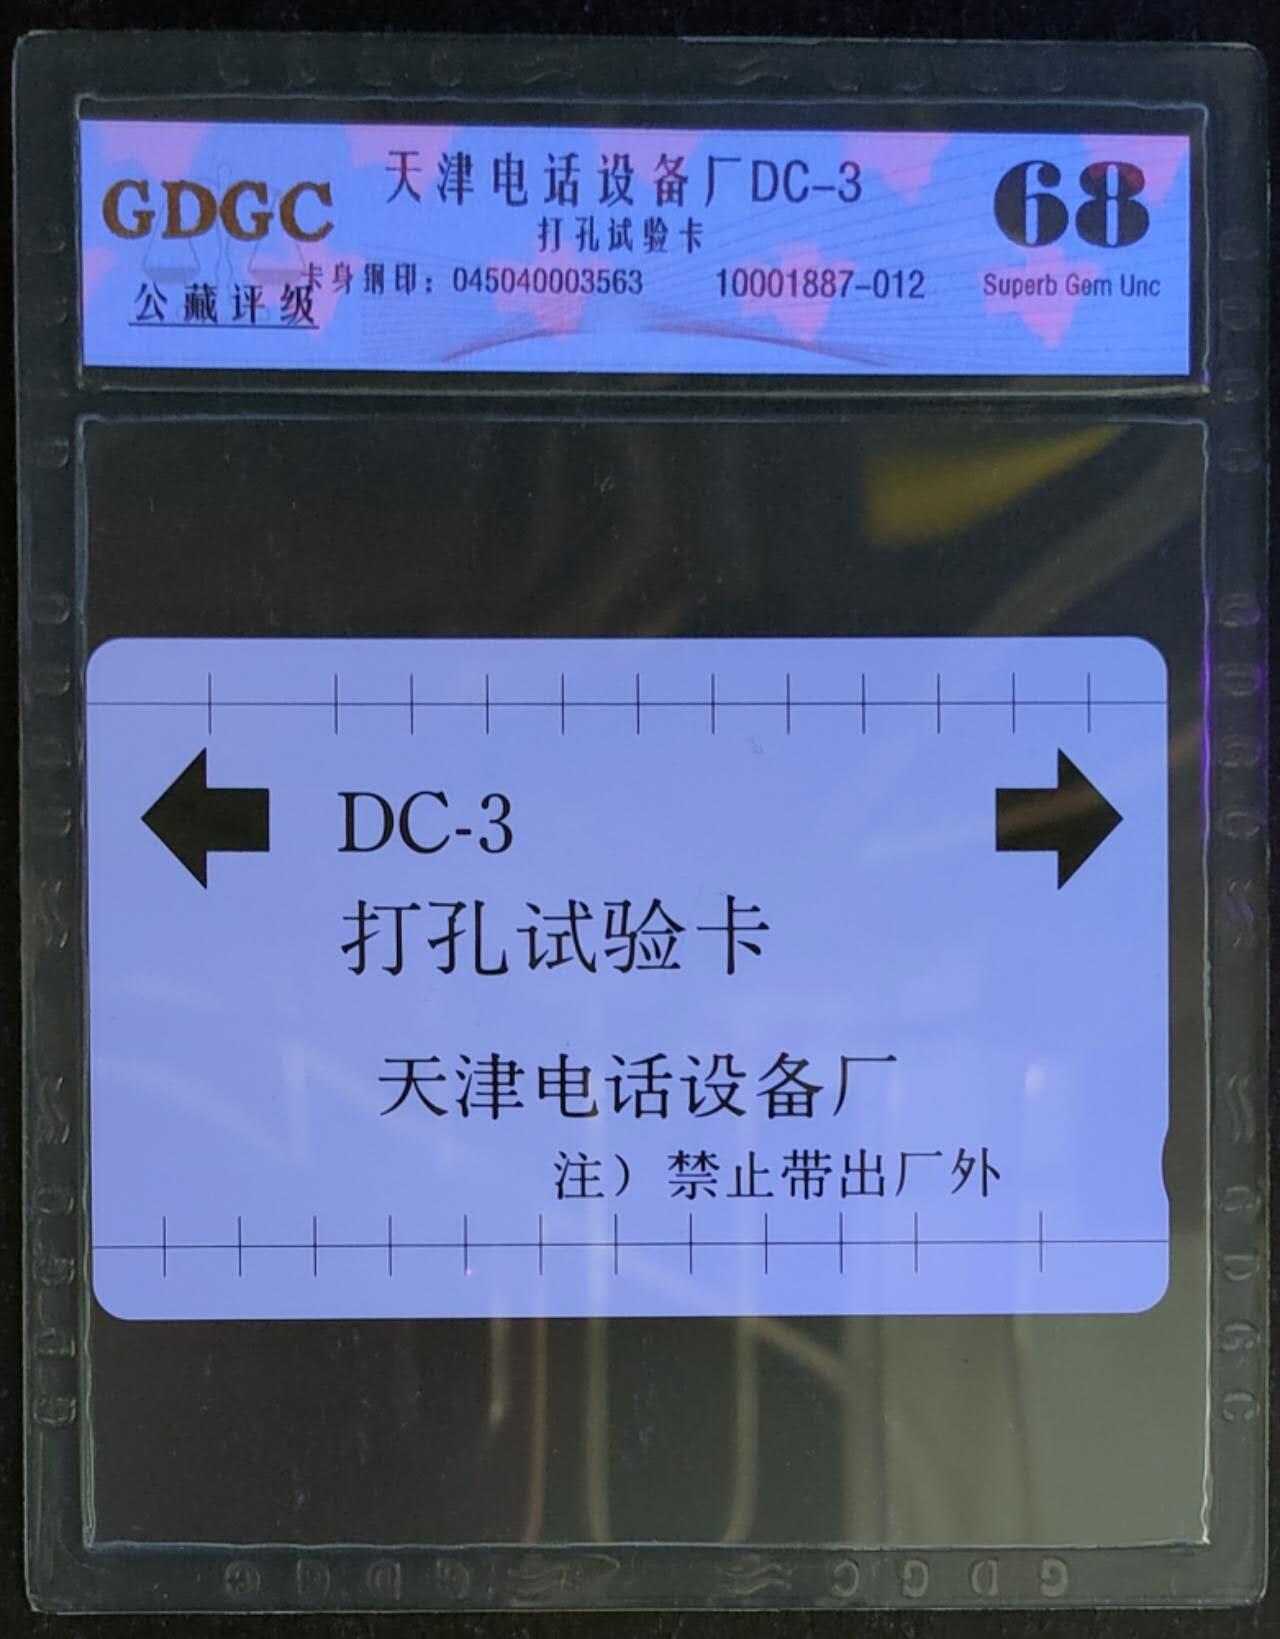 GDGC
公藏评级
天津电话设备厂DC-3
打孔试验卡
卡身钢印：045040003563 10001887-012
68
Superb Gem Unc
DC-3
打孔试验卡
天津电话设备厂
注）禁止带出厂外
GDGC